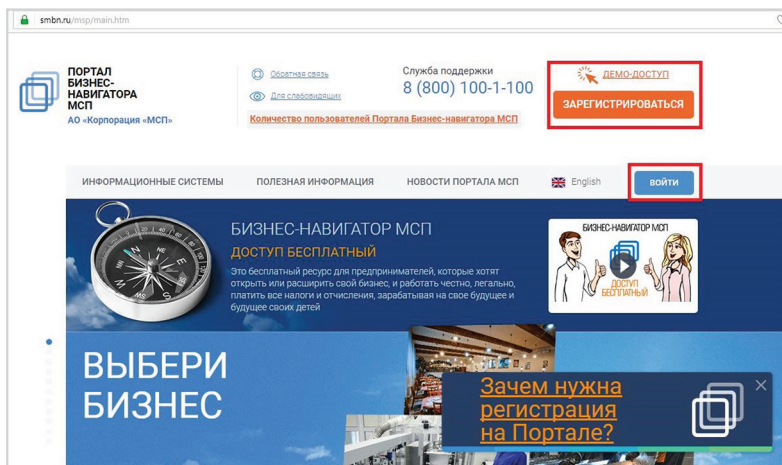 smbn.ru/msp/main.htm
ПОРТАЛ
БИЗНЕС-
НАВИГАТОРА
МСП
АО «Корпорация «МСП»
Обратная связь
Для слабовидящих
Служба поддержки
8 (800) 100-1-100
Количество пользователей Портала Бизнес-навигатора МСП
ДЕМО-ДОСТУП
ЗАРЕГИСТРИРОВАТЬСЯ
ИНФОРМАЦИОННЫЕ СИСТЕМЫ ПОЛЕЗНАЯ ИНФОРМАЦИЯ НОВОСТИ ПОРТАЛА МСП English ВОЙТИ
БИЗНЕС-НАВИГАТОР МСП
ДОСТУП БЕСПЛАТНЫЙ
Это бесплатный ресурс для предпринимателей, которые хотят
открыть или расширить свой бизнес, и работать честно, легально,
платить все налоги и отчисления, зарабатывая на свое будущее и
будущее своих детей
БИЗНЕС-НАВИГАТОР МСП
ДОСТУП
БЕСПЛАТНЫЙ
ВЫБЕРИ
БИЗНЕС
Зачем нужна
регистрация
на Портале?